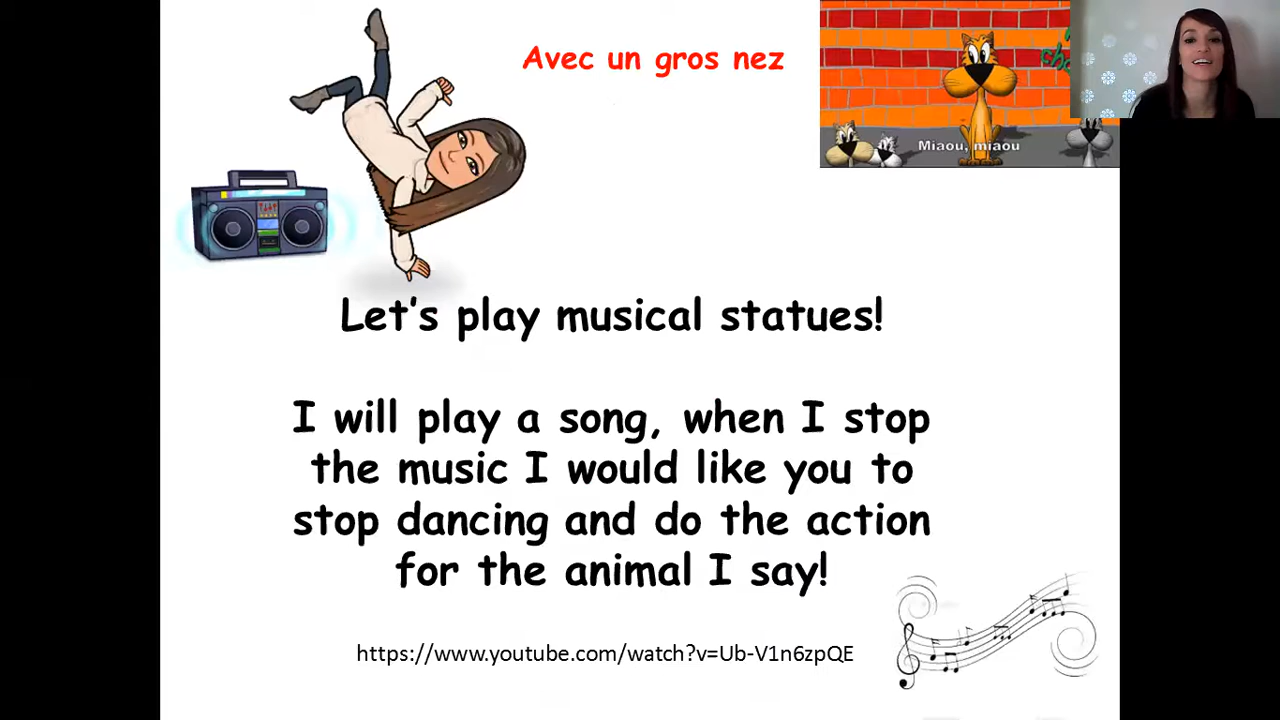 Avec un gros nez
Miaou, miaou
Let's play musical statues!
I will play a song, when I stop
the music I would like you to
stop dancing and do the action
for the animal I say!
https://www.youtube.com/watch?v=Ub-V1n6zpQE